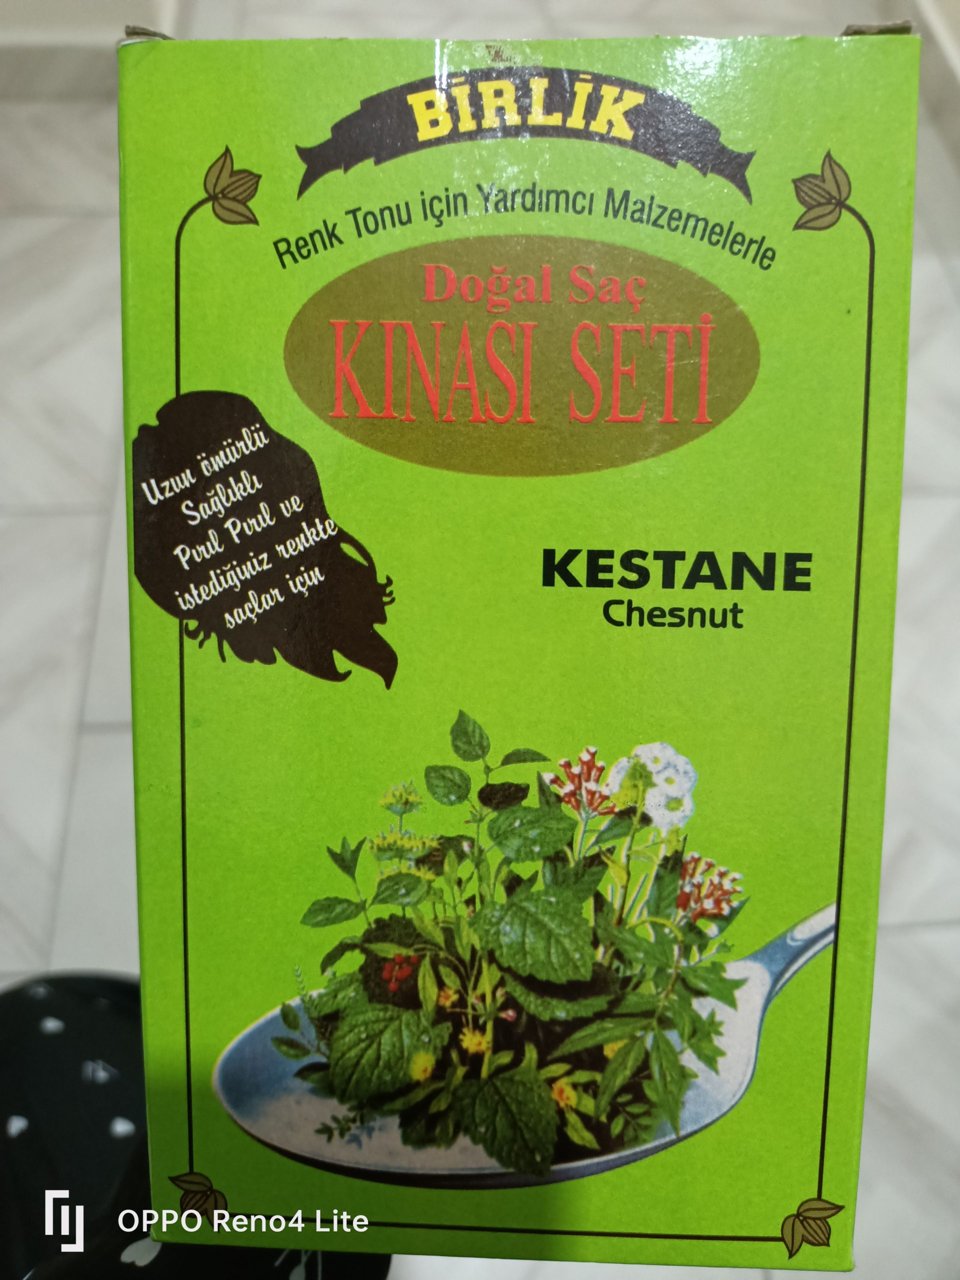 BİRLİK
Renk Tonu için Yardımcı Malzemelerle
Doğal Saç
KINASI SETİ
Uzun ömürlü
Sağlıklı
Pırıl Pırıl ve
istediğiniz renkte
saçlar için
KESTANE
Chesnut
OPPO Reno4 Lite